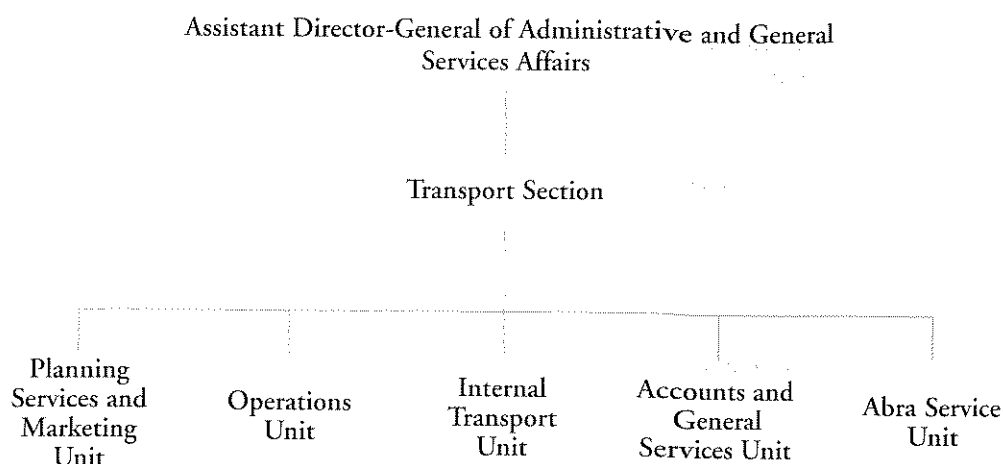 Assistant Director-General of Administrative and General
Services Affairs
Transport Section
Planning
Services and
Marketing
Unit
Operations
Unit
Internal
Transport
Unit
Accounts and
General
Services Unit
Abra Service
Unit